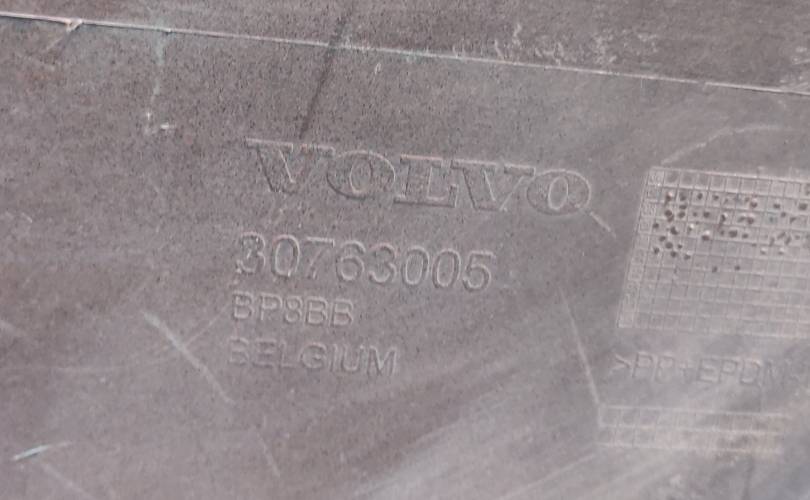 VOLVO
30763005
BP8BB
BELGIUM
>PP+EPDM<